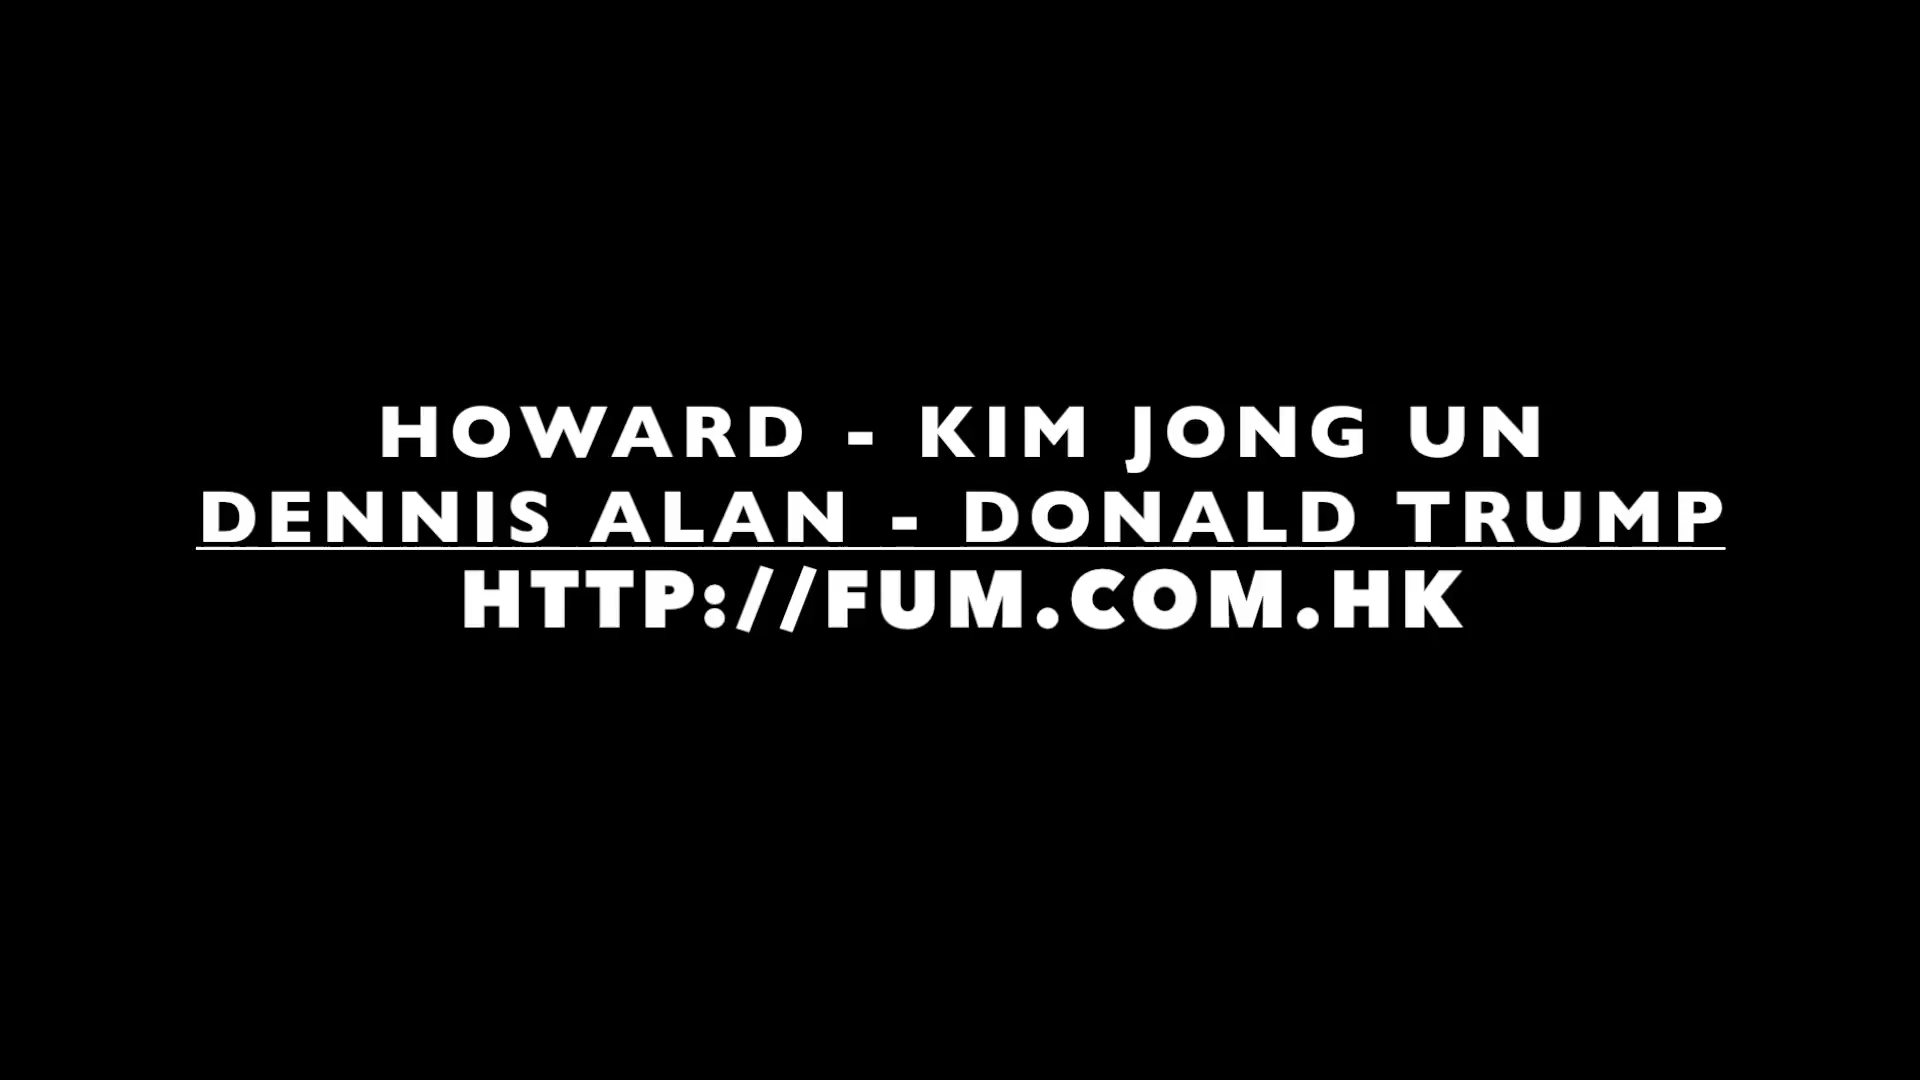 HOWARD - KIM JONG UN
DENNIS ALAN - DONALD TRUMP
HTTP://FUM.COM.HK